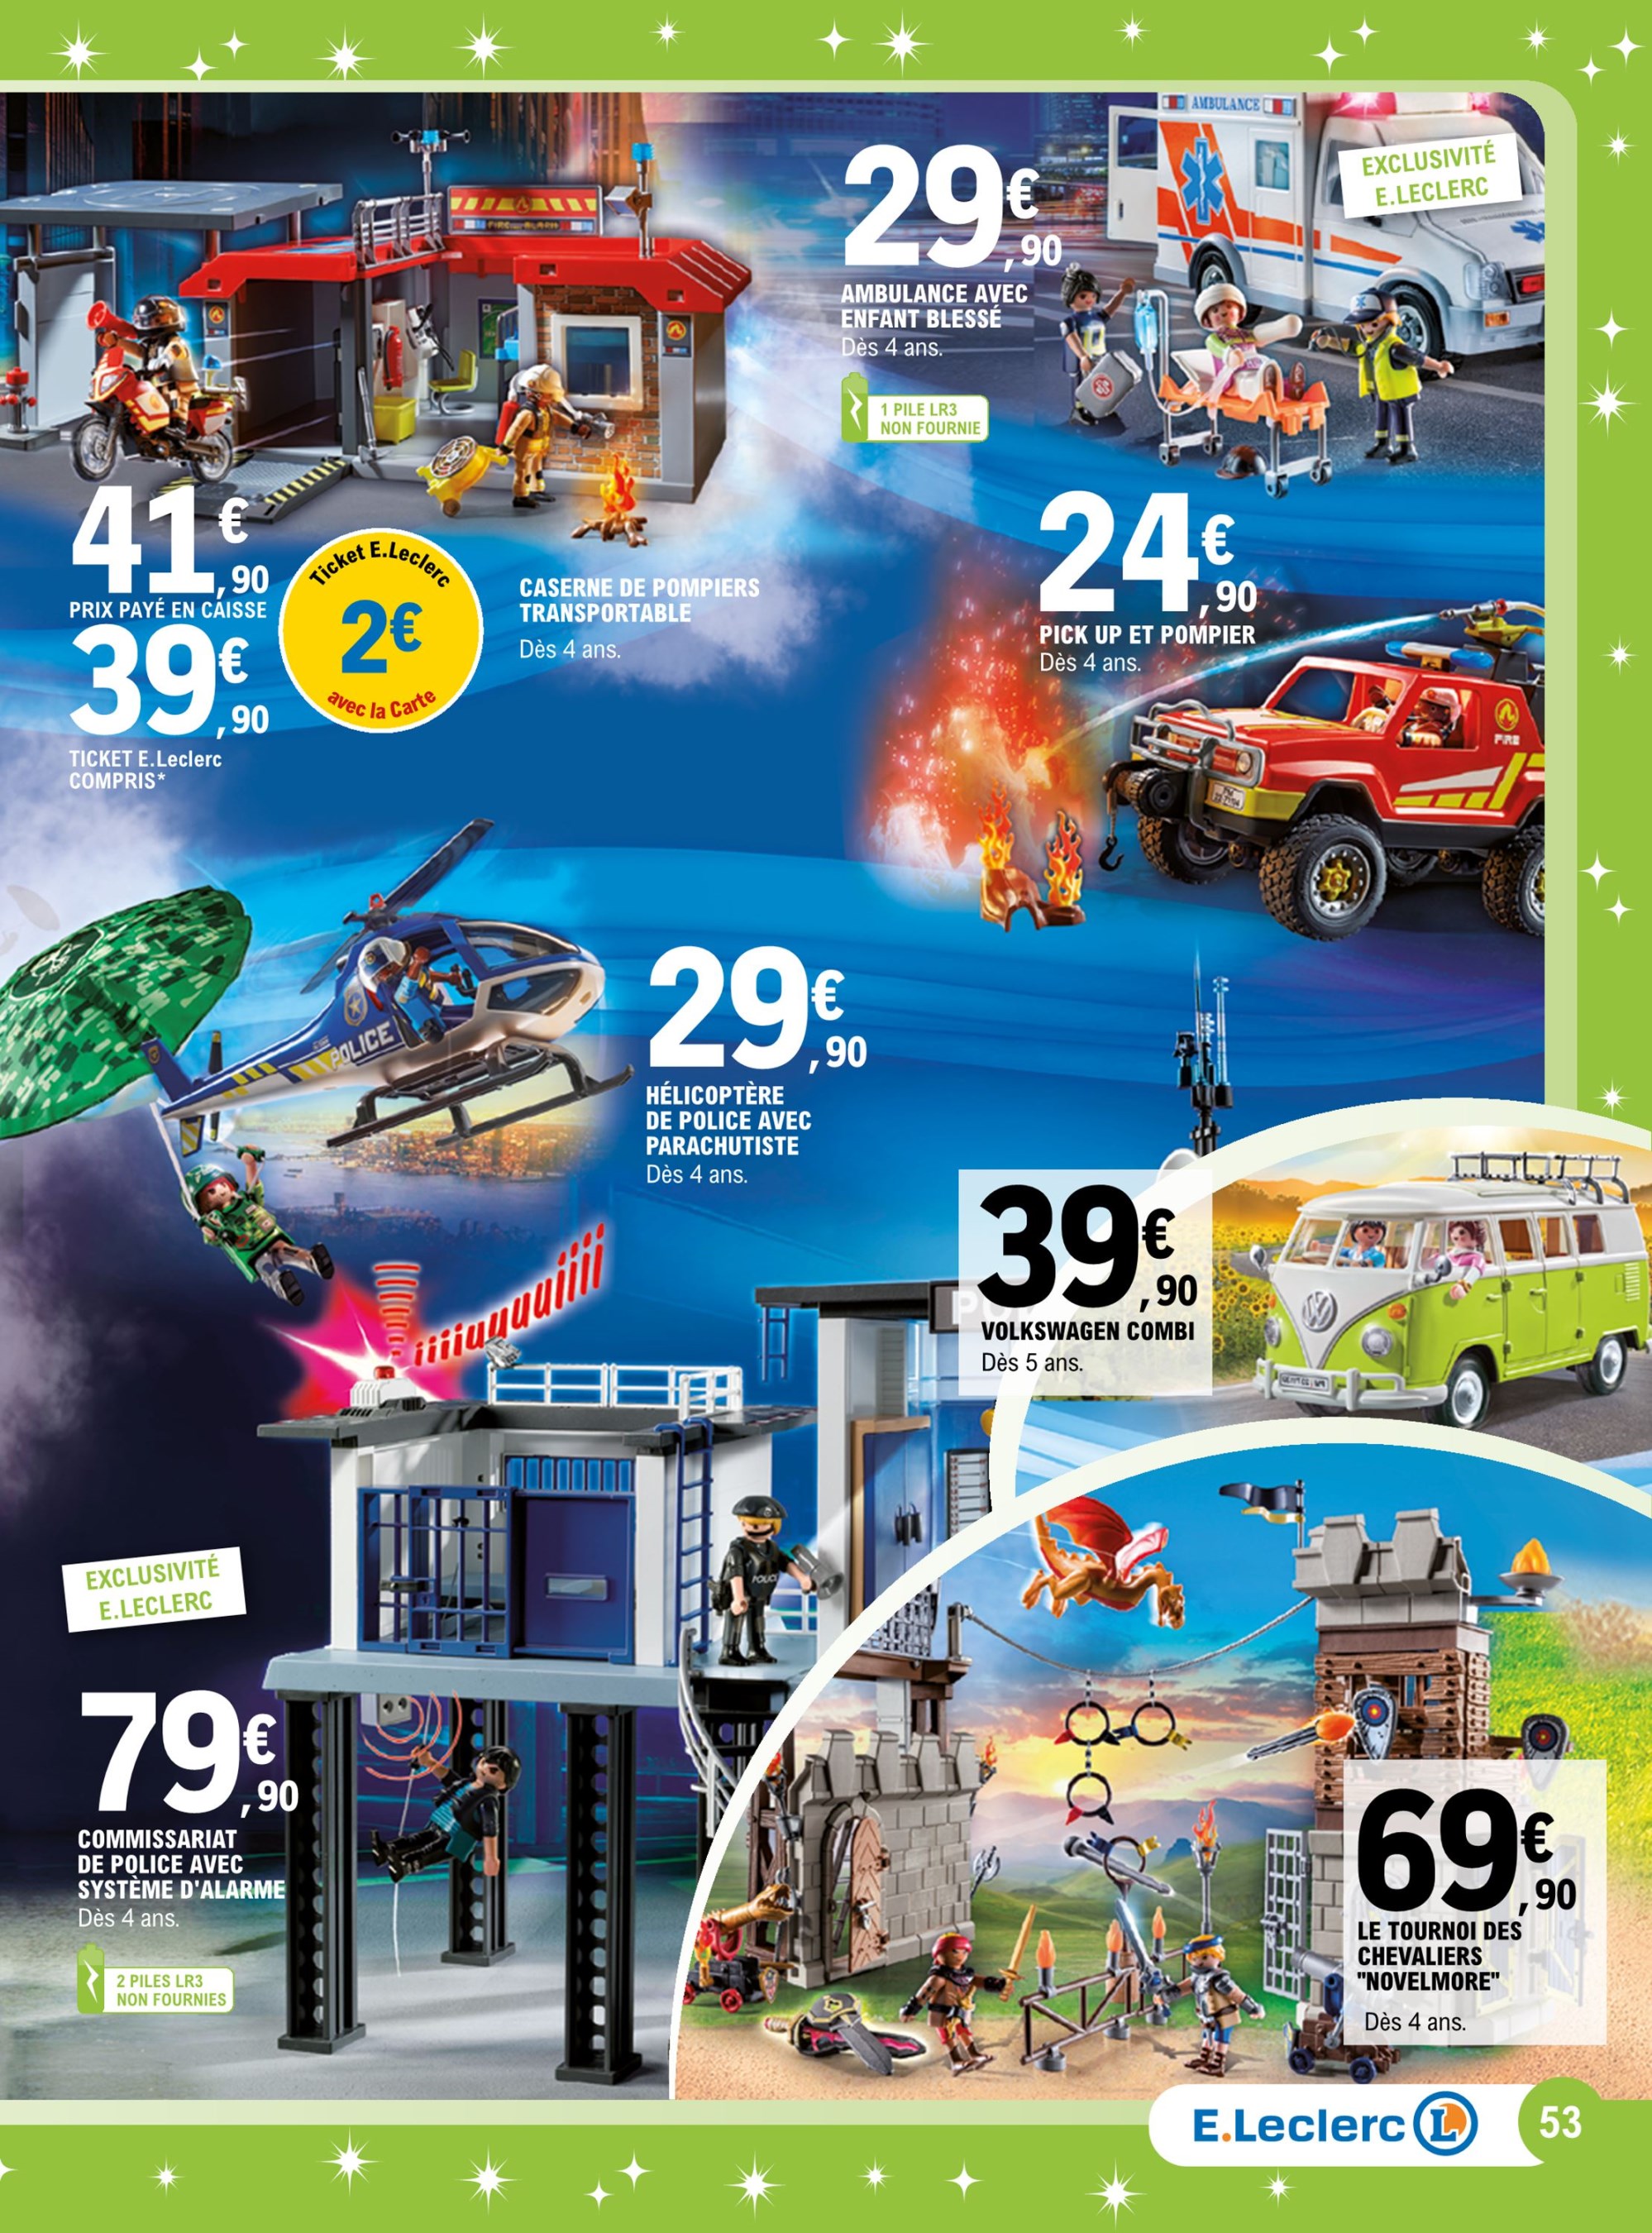 AMBULANCE
EXCLUSIVITÉ
E.LECLERC
29€,90
AMBULANCE AVEC
ENFANT BLESSÉ
Dès 4 ans.
1 PILE LR3
NON FOURNIE
41€,90
PRIX PAYÉ EN CAISSE
39€,90
TICKET E.Leclerc
COMPRIS*
Ticket E.Leclerc
2€
avec la Carte
CASERNE DE POMPIERS
TRANSPORTABLE
Dès 4 ans.
24€,90
PICK UP ET POMPIER
Dès 4 ans.
FIRE
POLICE
29€,90
HÉLICOPTÈRE
DE POLICE AVEC
PARACHUTISTE
Dès 4 ans.
39€,90
VOLKSWAGEN COMBI
Dès 5 ans.
iiiiuuuuiiii
POLICE
EXCLUSIVITÉ
E.LECLERC
79€,90
COMMISSARIAT
DE POLICE AVEC
SYSTÈME D'ALARME
Dès 4 ans.
2 PILES LR3
NON FOURNIES
69€,90
LE TOURNOI DES
CHEVALIERS
"NOVELMORE"
Dès 4 ans.
E.Leclerc L
53